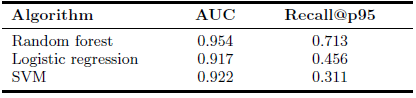 Algorithm AUC Recall@p95
Random forest 0.954 0.713
Logistic regression 0.917 0.456
SVM 0.922 0.311